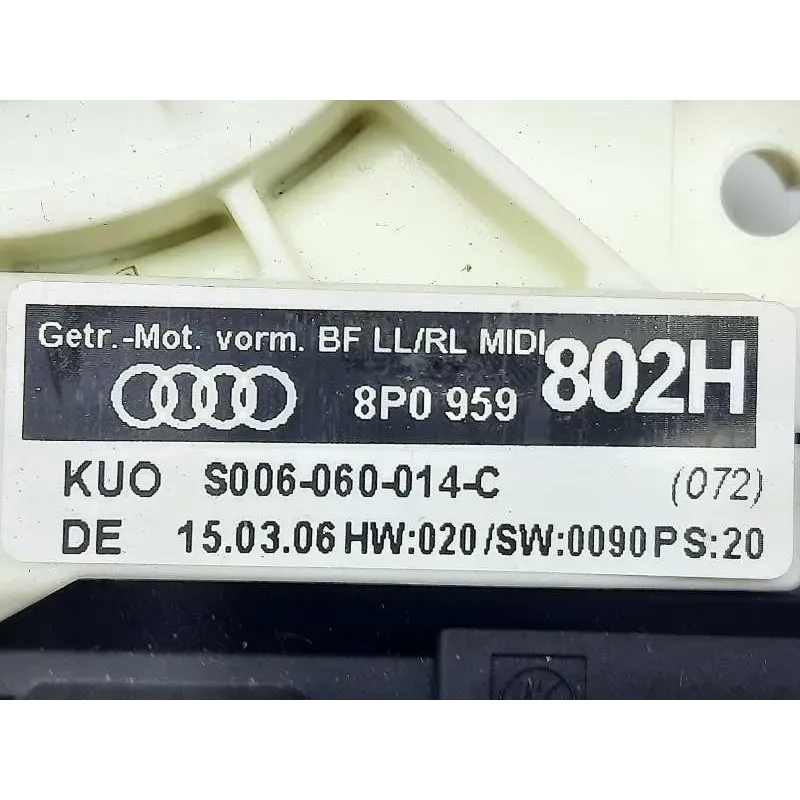 Getr.-Mot. vorm. BF LL/RL MIDI
8P0 959 802H
KUO S006-060-014-C (072)
DE 15.03.06 HW:020/SW:0090 PS:20